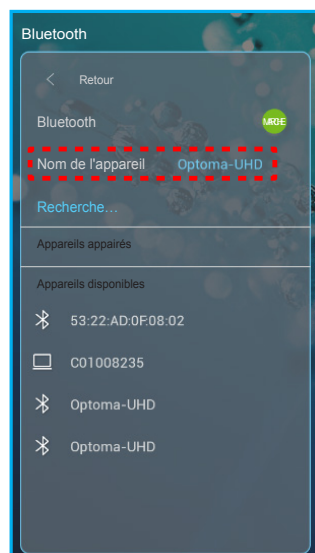 Bluetooth
Retour
Bluetooth MARCHE
Nom de l'appareil Optoma-UHD
Recherche...
Appareils appairés
Appareils disponibles
53:22:AD:0F:08:02
C01008235
Optoma-UHD
Optoma-UHD